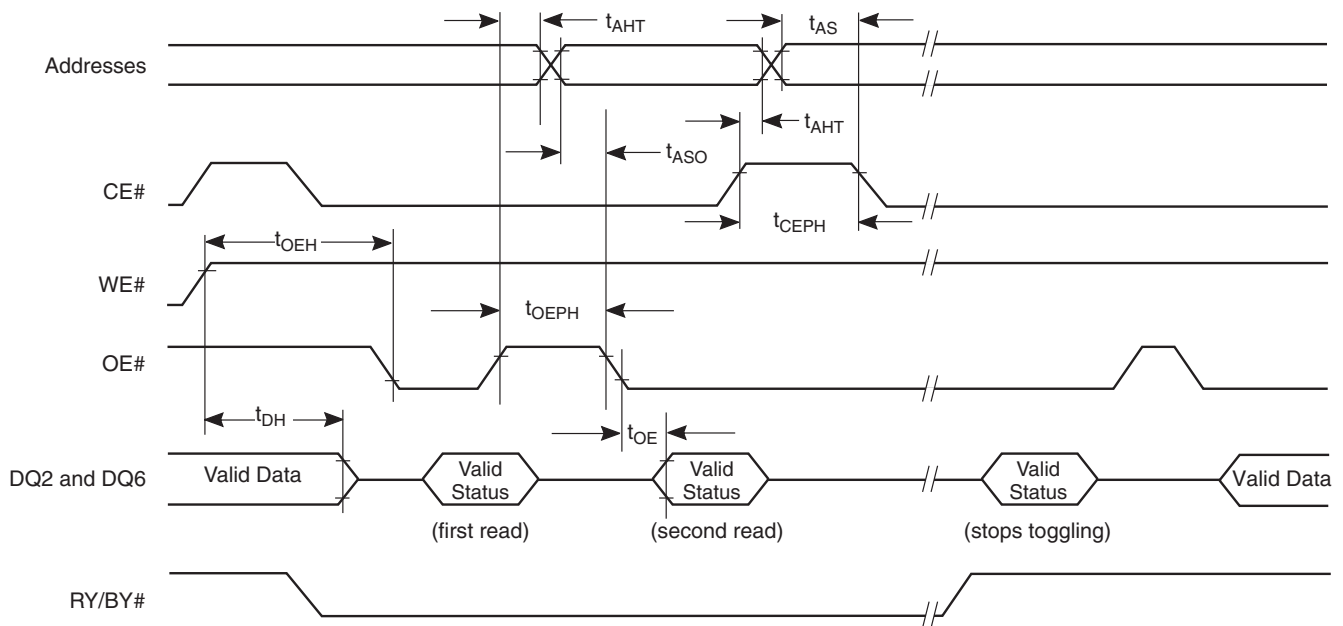 tAHT
tAS
Addresses
tAHT
tASO
CE#
tCEPH
tOEH
WE#
tOEPH
OE#
tDH
tOE
DQ2 and DQ6
Valid Data
Valid
Status
Valid
Status
Valid
Status
Valid Data
(first read)
(second read)
(stops toggling)
RY/BY#